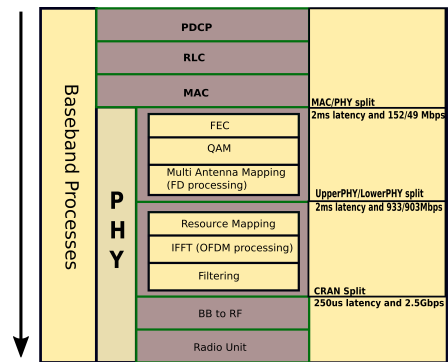 Baseband Processes
PDCP
RLC
MAC
MAC/PHY split
2ms latency and 152/49 Mbps
PHY
FEC
QAM
Multi Antenna Mapping
(FD processing)
UpperPHY/LowerPHY split
2ms latency and 933/903Mbps
Resource Mapping
IFFT (OFDM processing)
Filtering
CRAN Split
250us latency and 2.5Gbps
BB to RF
Radio Unit